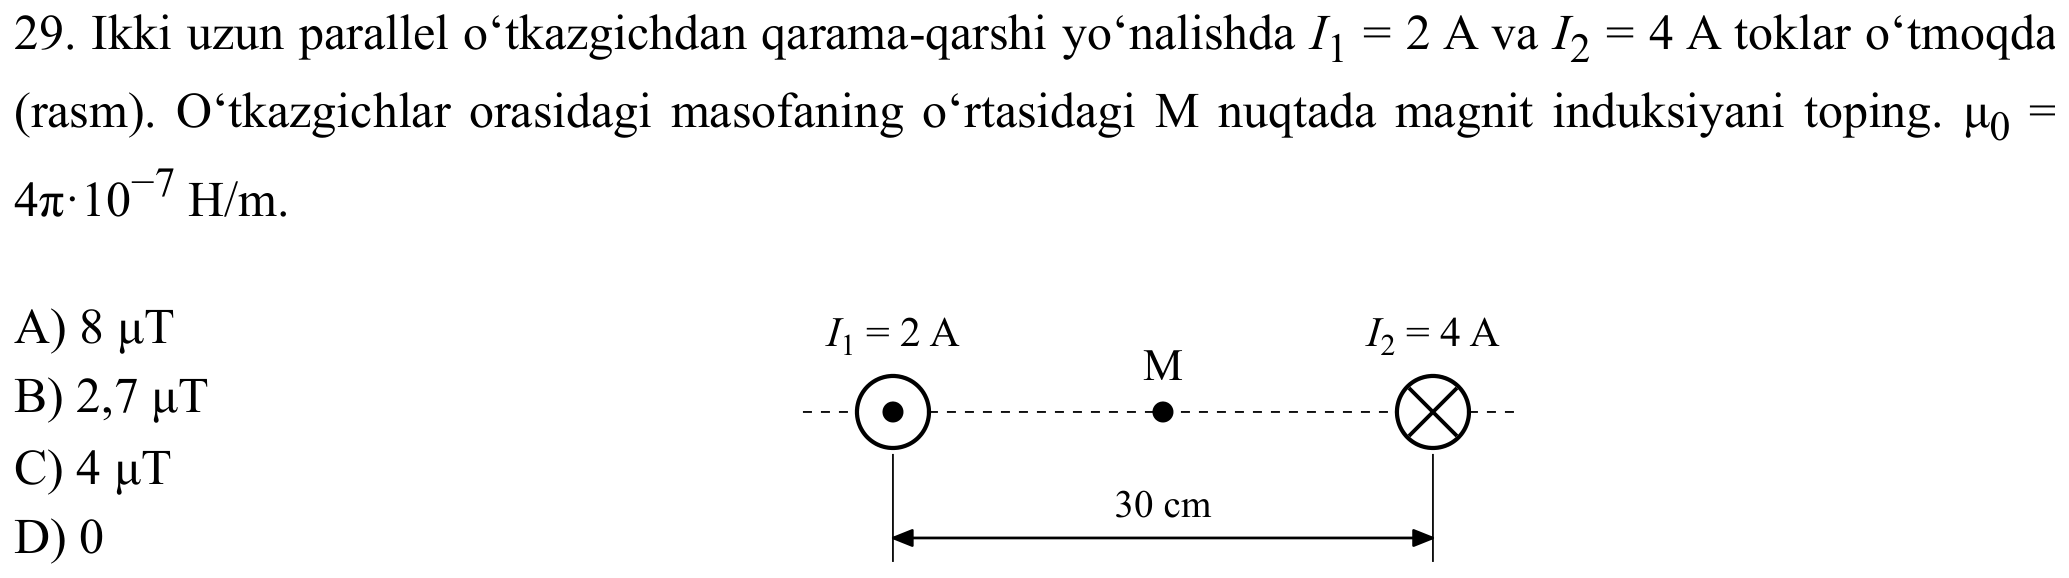 29. Ikki uzun parallel o‘tkazgichdan qarama-qarshi yo‘nalishda I₁ = 2 A va I₂ = 4 A toklar o‘tmoqda
(rasm). O‘tkazgichlar orasidagi masofaning o‘rtasidagi M nuqtada magnit induksiyani toping. μ₀ =
4π·10⁻⁷ H/m.
A) 8 μT
B) 2,7 μT
C) 4 μT
D) 0
I₁ = 2 A
M
I₂ = 4 A
30 cm